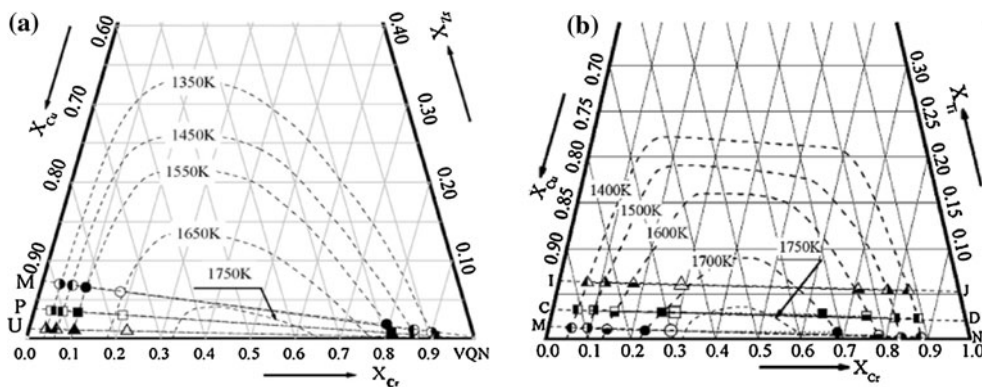 (a)
0.60
0.40
X_Cu
X_Zr
1350K
0.70
0.30
1450K
1550K
0.80
0.20
1650K
1750K
0.90
0.10
M
P
U
0.0 0.1 0.2 0.3 0.4 0.5 0.6 0.7 0.8 0.9 VQN
X_Cr
(b)
0.70
0.30
X_Ti
0.75
0.25
X_Cu
0.80
0.20
1400K
0.85
0.15
1500K
1600K
1750K
0.90
0.10
1700K
I
J
C
D
M
N
0.0 0.1 0.2 0.3 0.4 0.5 0.6 0.7 0.8 0.9 1.0
X_Cr